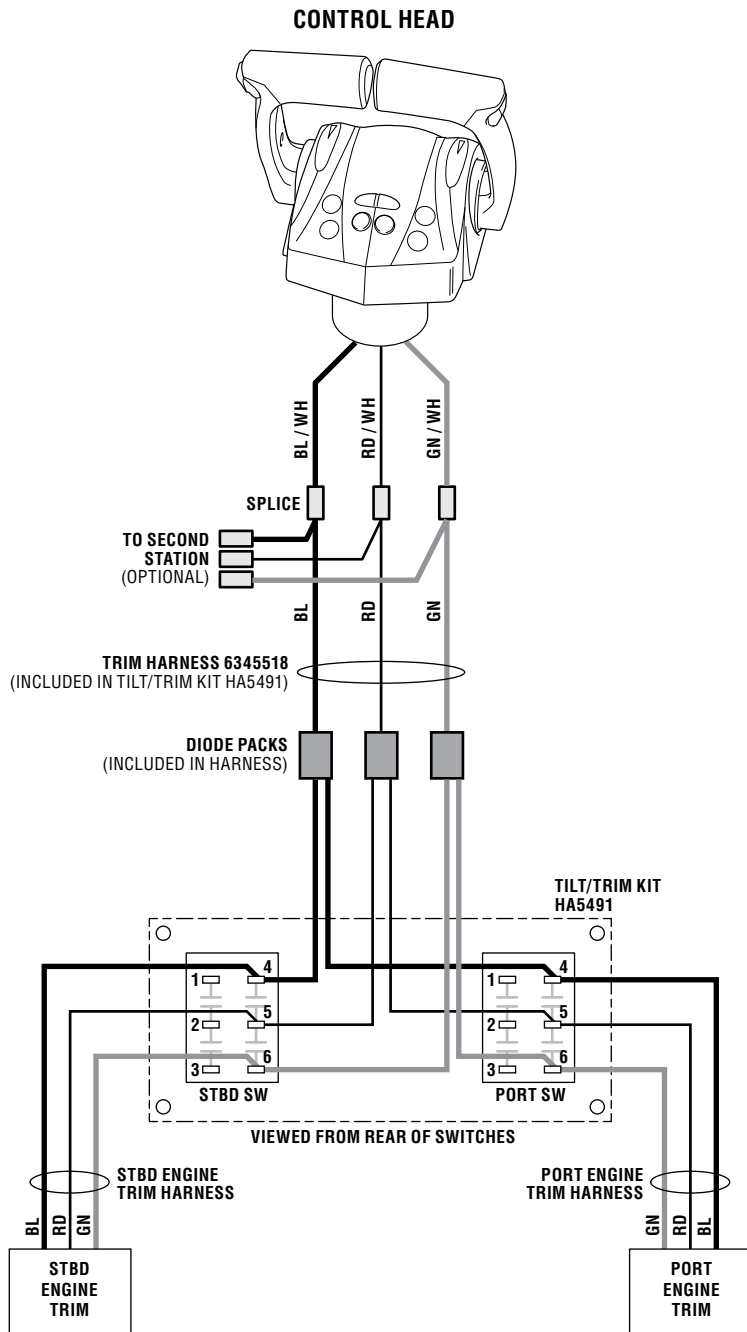 CONTROL HEAD
BL / WH
RD / WH
GN / WH
SPLICE
TO SECOND
STATION
(OPTIONAL)
BL
RD
GN
TRIM HARNESS 6345518
(INCLUDED IN TILT/TRIM KIT HA5491)
DIODE PACKS
(INCLUDED IN HARNESS)
TILT/TRIM KIT
HA5491
1
4
2
5
3
6
STBD SW
1
4
2
5
3
6
PORT SW
VIEWED FROM REAR OF SWITCHES
STBD ENGINE
TRIM HARNESS
PORT ENGINE
TRIM HARNESS
BL
RD
GN
GN
RD
BL
STBD
ENGINE
TRIM
PORT
ENGINE
TRIM